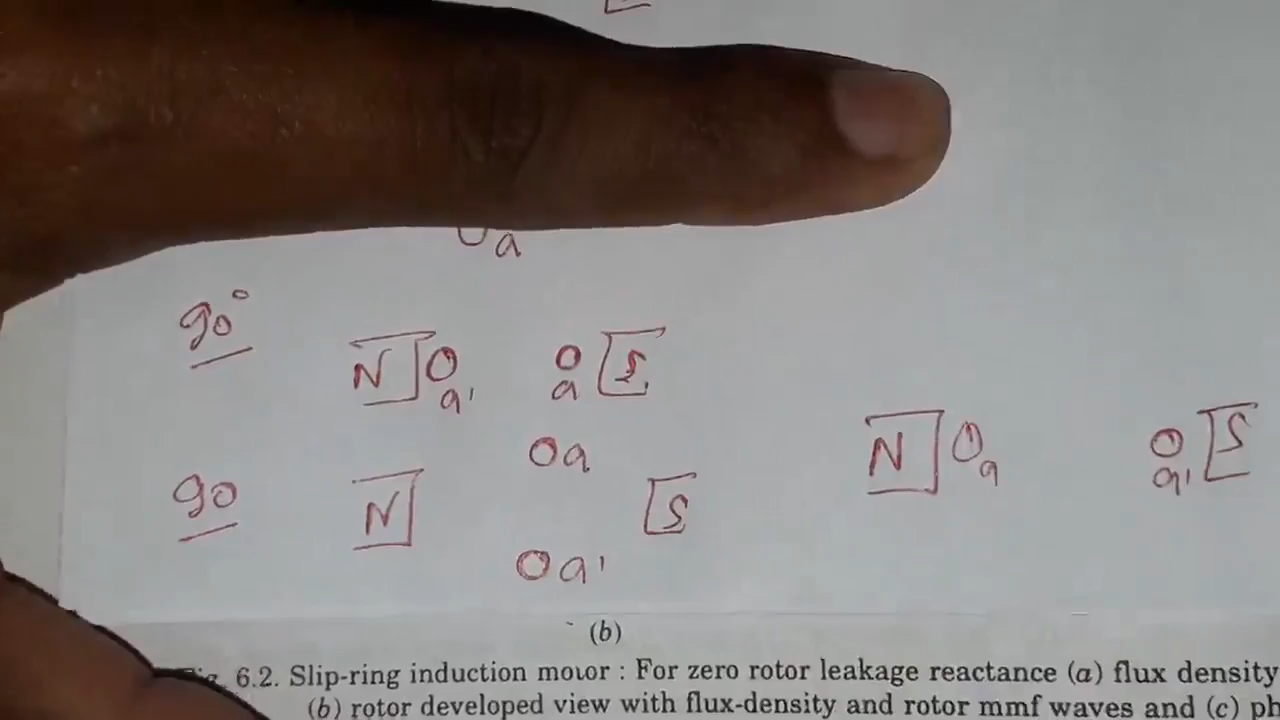 a
90°
N a' a S
a
90 N S
a'
N a a' S
(b)
6.2. Slip-ring induction motor : For zero rotor leakage reactance (a) flux density
(b) rotor developed view with flux-density and rotor mmf waves and (c)